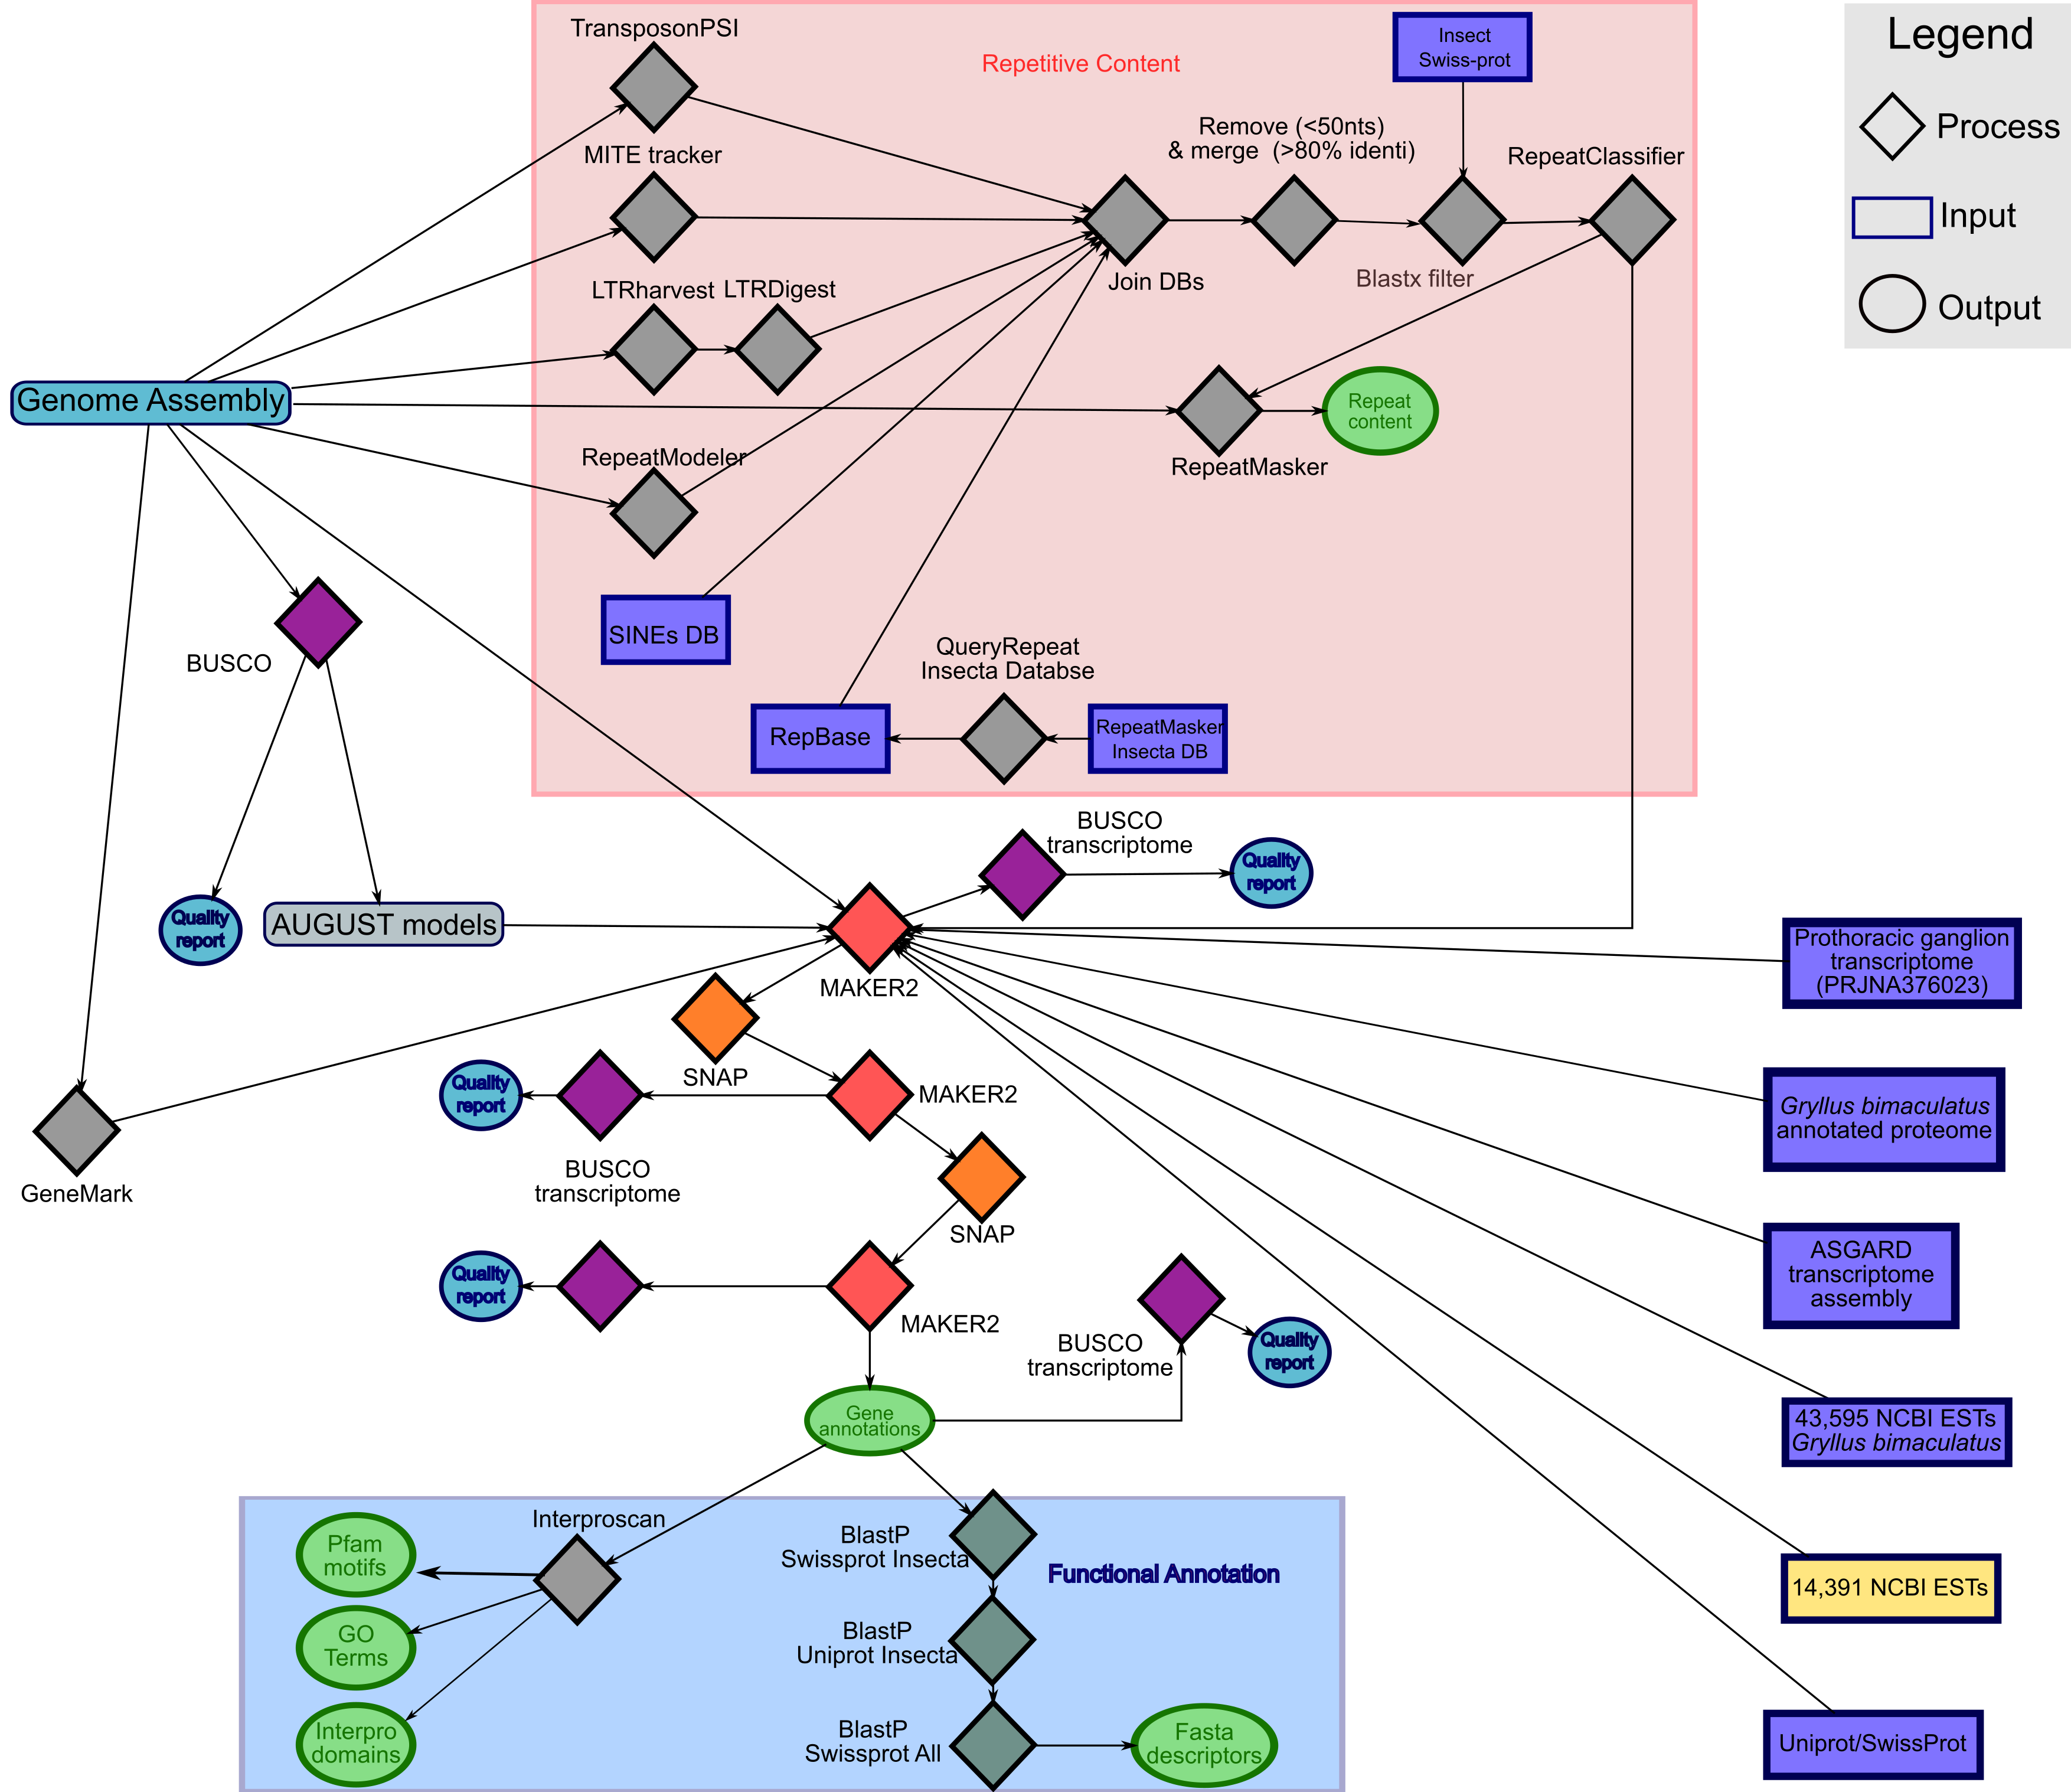 TransposonPSI
Repetitive Content
Insect
Swiss-prot
Legend
Process
Input
Output
MITE tracker
Remove (<50nts)
& merge  (>80% identi)
RepeatClassifier
LTRharvest
LTRDigest
Join DBs
Blastx filter
Genome Assembly
Repeat
content
RepeatModeler
RepeatMasker
SINEs DB
BUSCO
QueryRepeat
Insecta Databse
RepBase
RepeatMasker
Insecta DB
BUSCO
transcriptome
Quality
report
Quality
report
AUGUST models
MAKER2
Prothoracic ganglion
transcriptome
(PRJNA376023)
SNAP
Quality
report
MAKER2
Gryllus bimaculatus
annotated proteome
BUSCO
transcriptome
GeneMark
SNAP
ASGARD
transcriptome
assembly
Quality
report
MAKER2
BUSCO
transcriptome
Quality
report
Gene
annotations
43,595 NCBI ESTs
Gryllus bimaculatus
Interproscan
Pfam
motifs
BlastP
Swissprot Insecta
Functional Annotation
14,391 NCBI ESTs
GO
Terms
BlastP
Uniprot Insecta
Interpro
domains
BlastP
Swissprot All
Fasta
descriptors
Uniprot/SwissProt